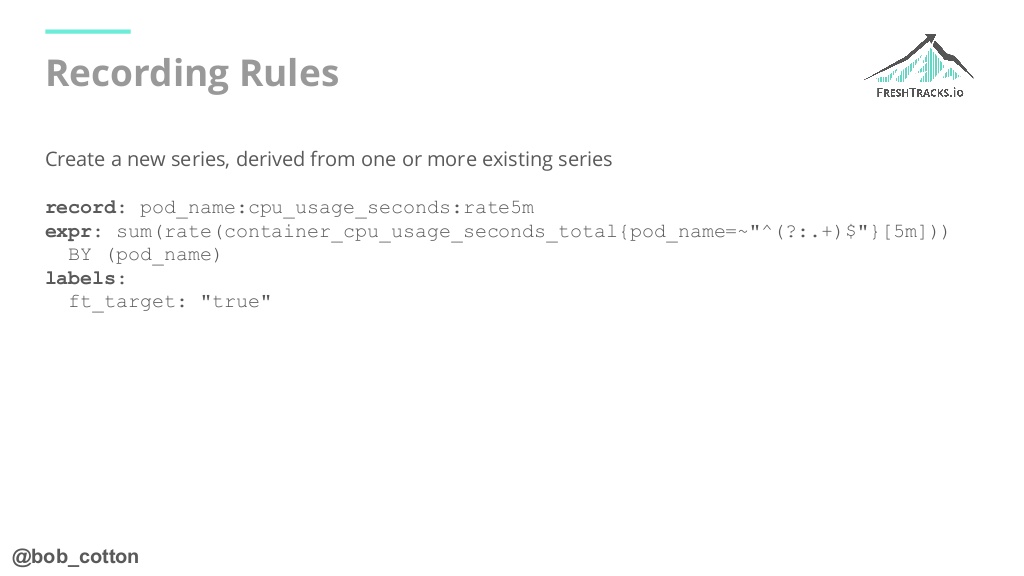 Recording Rules
FRESHTRACKS.io
Create a new series, derived from one or more existing series
record: pod_name:cpu_usage_seconds:rate5m
expr: sum(rate(container_cpu_usage_seconds_total{pod_name=~"^(?:.+)$"}[5m]))
BY (pod_name)
labels:
ft_target: "true"
@bob_cotton